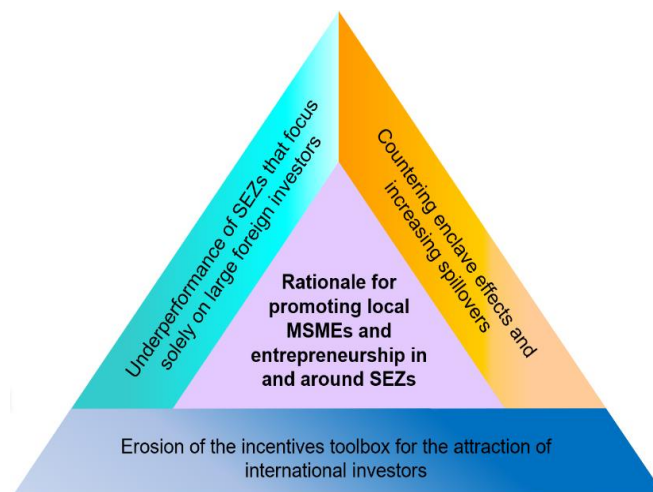 Underperformance of SEZs that focus
solely on large foreign investors
Countering enclave effects and
increasing spillovers
Rationale for
promoting local
MSMEs and
entrepreneurship in
and around SEZs
Erosion of the incentives toolbox for the attraction of
international investors